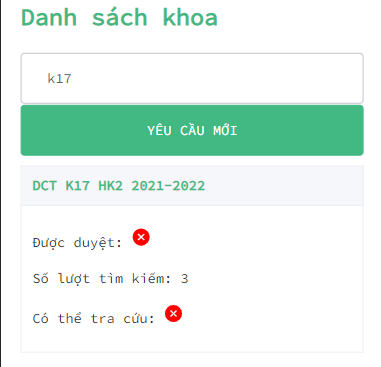 Danh sách khoa
k17
YÊU CẦU MỚI
DCT K17 HK2 2021-2022
Được duyệt:
Số lượt tìm kiếm: 3
Có thể tra cứu: